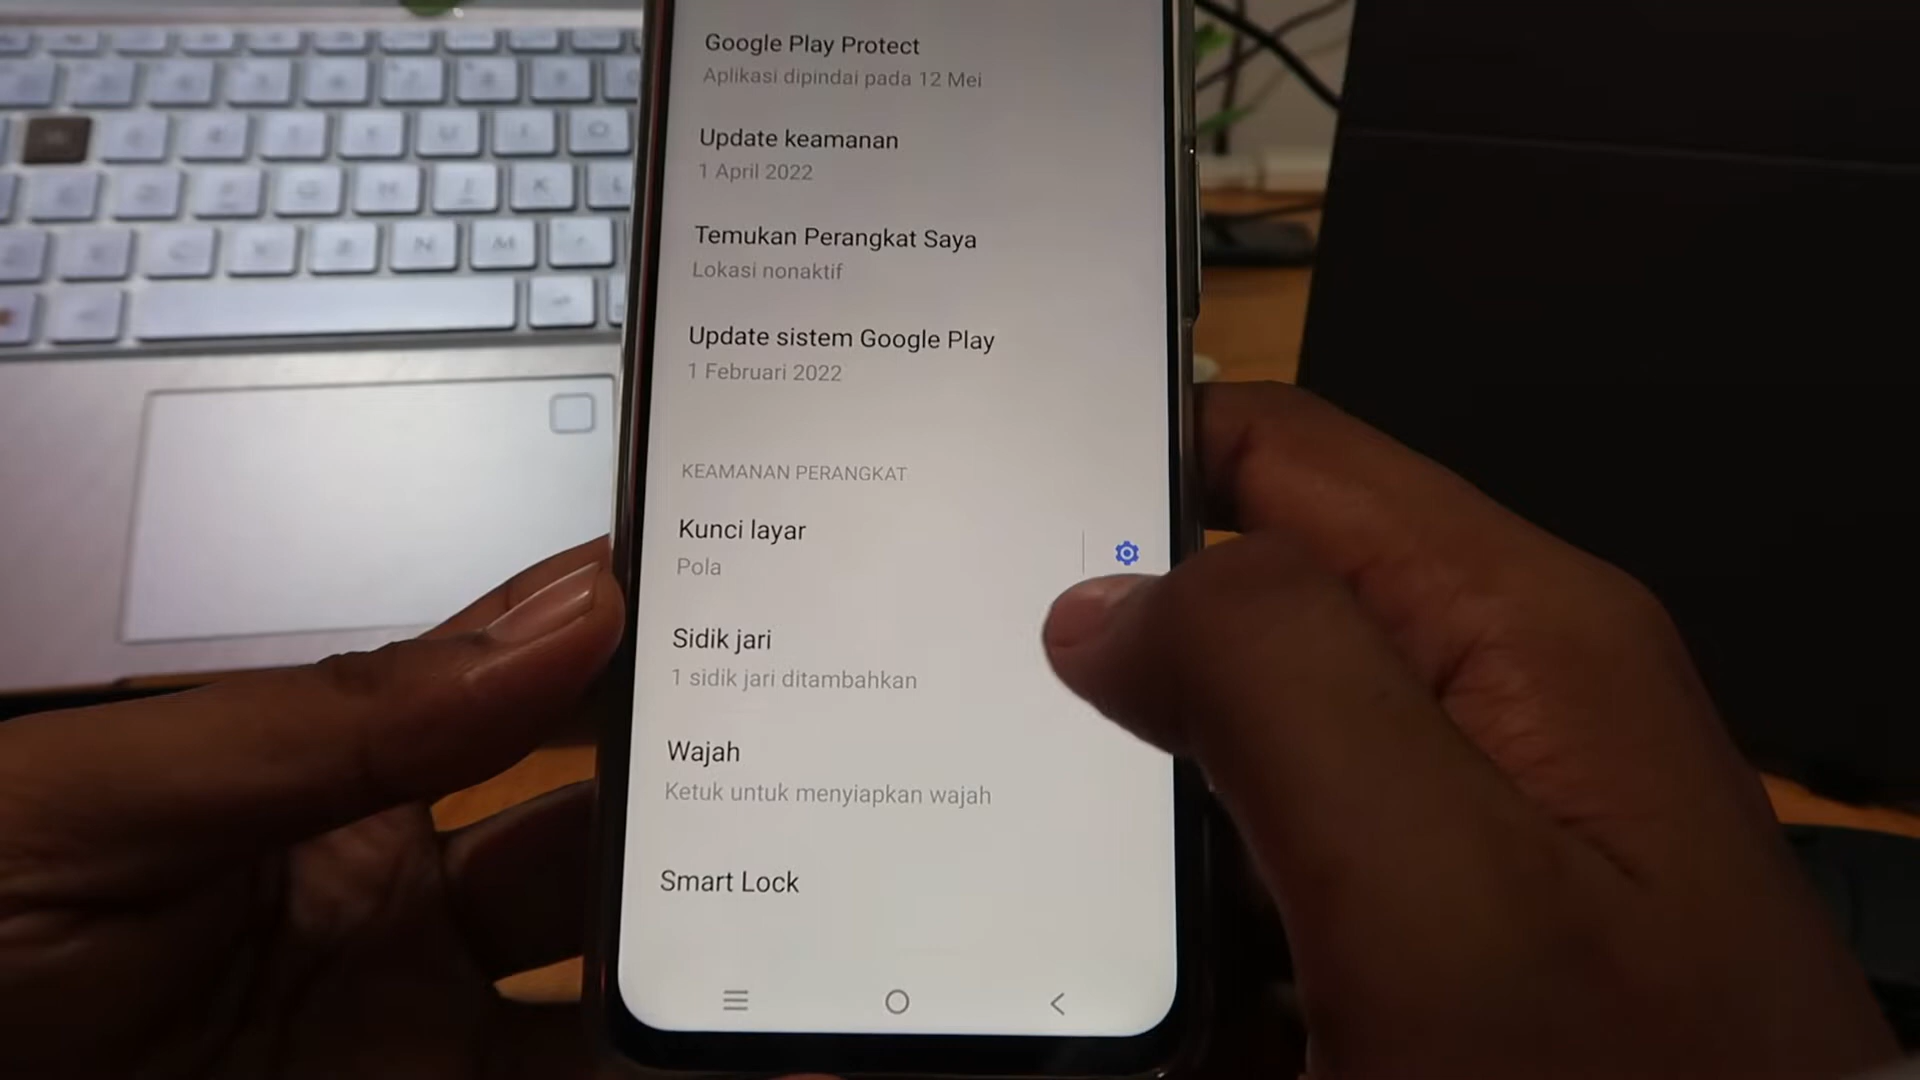 Google Play Protect
Aplikasi dipindai pada 12 Mei
Update keamanan
1 April 2022
Temukan Perangkat Saya
Lokasi nonaktif
Update sistem Google Play
1 Februari 2022
KEAMANAN PERANGKAT
Kunci layar
Pola
Sidik jari
1 sidik jari ditambahkan
Wajah
Ketuk untuk menyiapkan wajah
Smart Lock